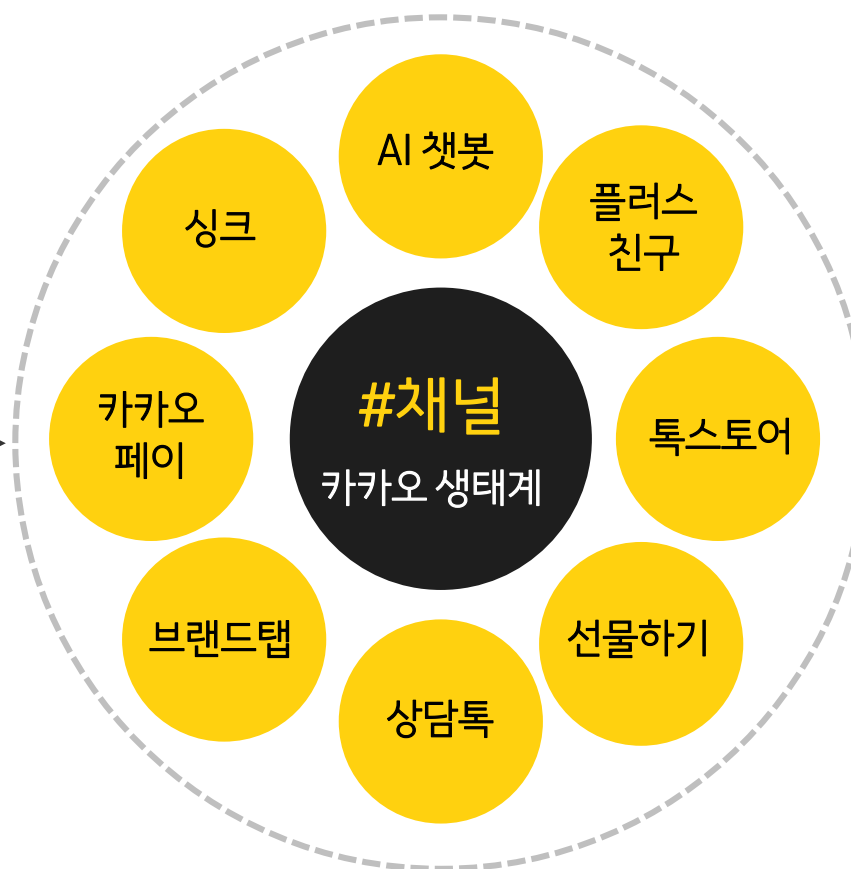 AI 챗봇
플러스
친구
싱크
#채널
카카오 생태계
카카오
페이
톡스토어
브랜드탭
선물하기
상담톡